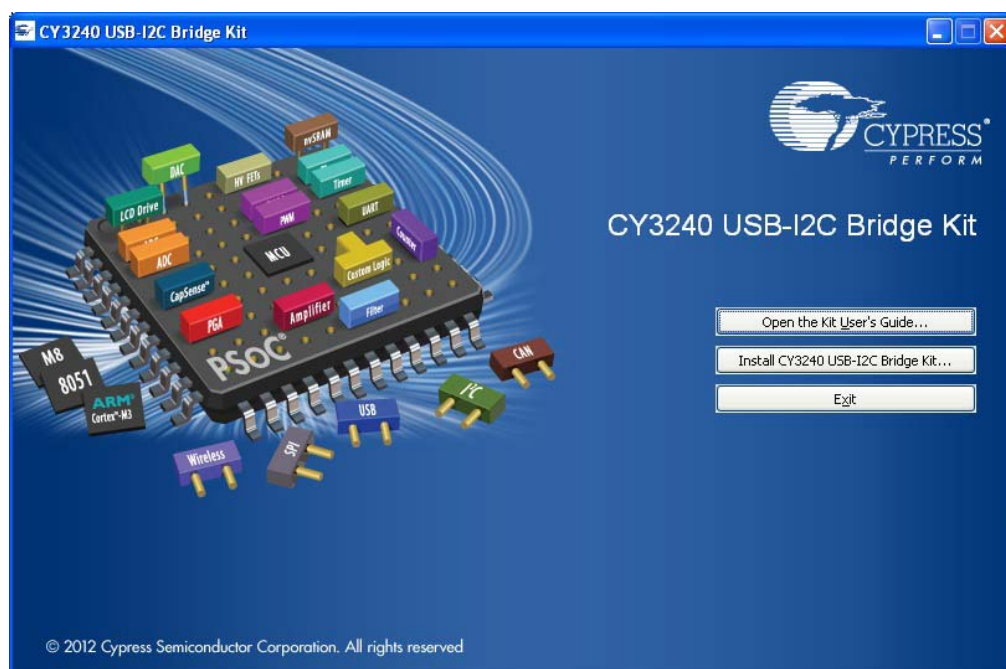 CY3240 USB-I2C Bridge Kit
CYPRESS®
PERFORM
CY3240 USB-I2C Bridge Kit
Open the Kit User's Guide...
Install CY3240 USB-I2C Bridge Kit...
Exit
nvSRAM
DAC
HV FETs
Timer
LCD Drive
PWM
UART
Counter
ADC
MCU
Custom Logic
CapSense™
PGA
Amplifier
Filter
PSOC®
M8
8051
ARM®
Cortex™-M3
CAN
I²C
USB
SPI
Wireless
© 2012 Cypress Semiconductor Corporation. All rights reserved